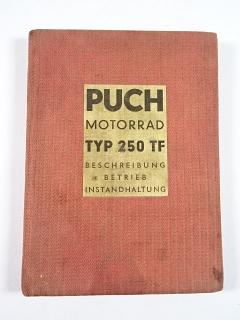 PUCH
MOTORRAD
TYP 250 TF
BESCHREIBUNG
BETRIEB
INSTANDHALTUNG